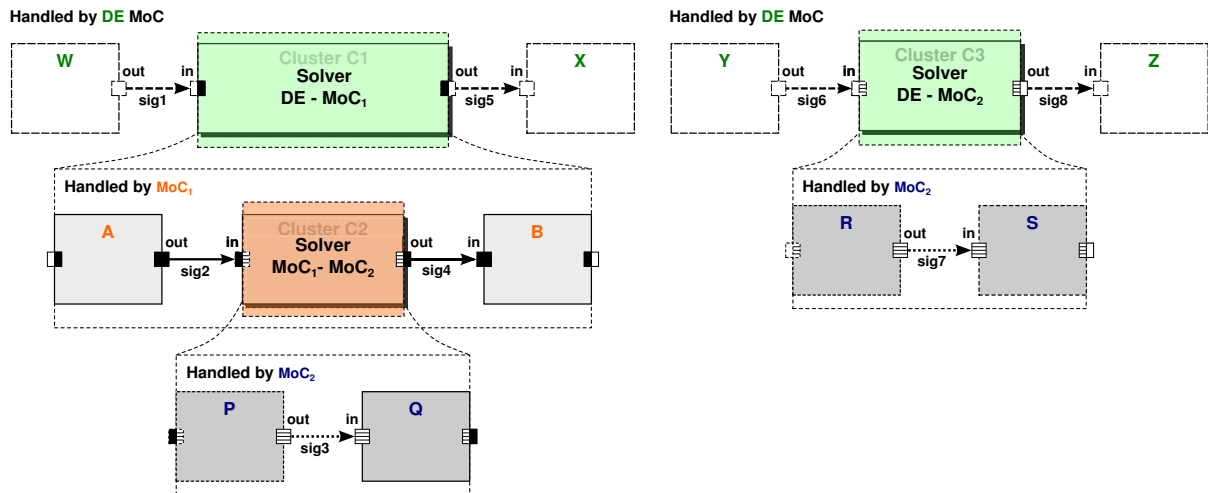 Handled by DE MoC
W
out
sig1
in
Cluster C1
Solver
DE - MoC1
out
sig5
in
X
Handled by MoC1
A
out
sig2
in
Cluster C2
Solver
MoC1- MoC2
out
sig4
in
B
Handled by MoC2
P
out
sig3
in
Q
Handled by DE MoC
Y
out
sig6
in
Cluster C3
Solver
DE - MoC2
out
sig8
in
Z
Handled by MoC2
R
out
sig7
in
S